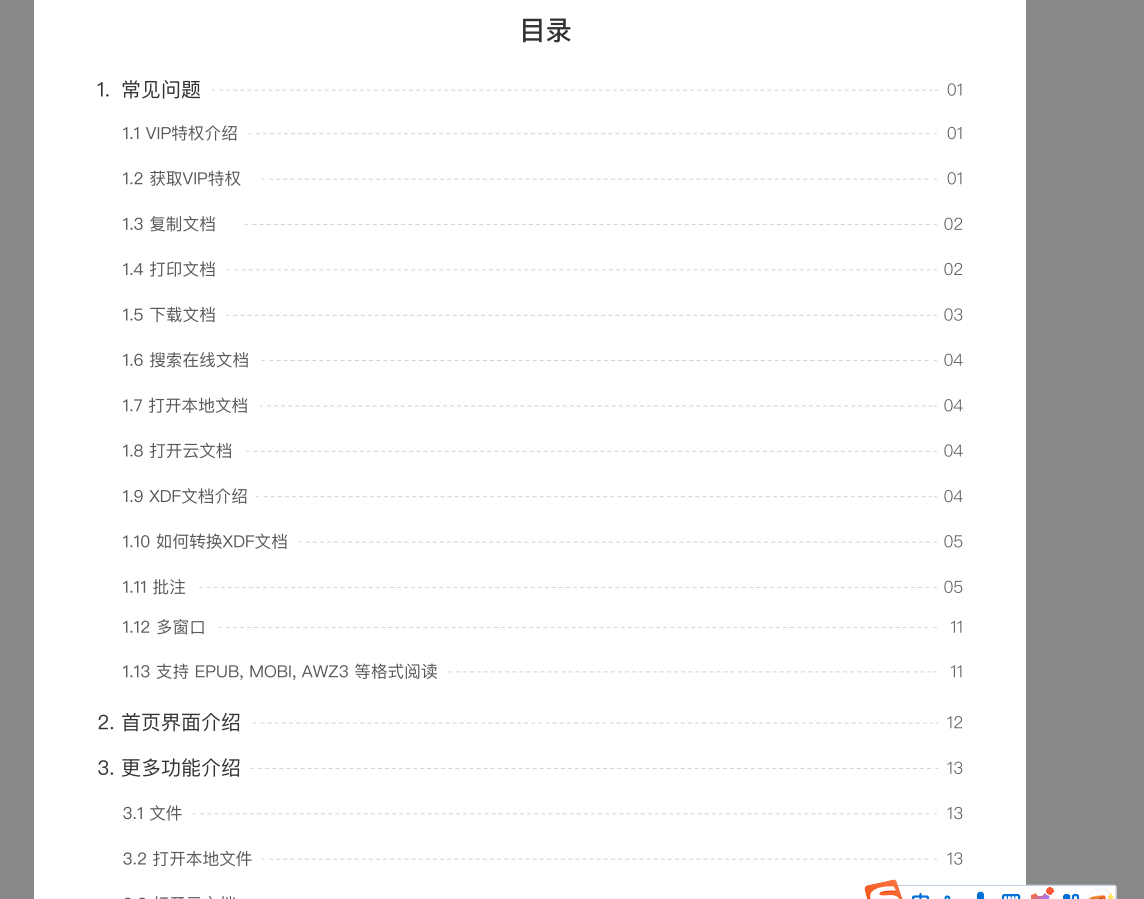 目录
1. 常见问题 01
1.1 VIP特权介绍 01
1.2 获取VIP特权 01
1.3 复制文档 02
1.4 打印文档 02
1.5 下载文档 03
1.6 搜索在线文档 04
1.7 打开本地文档 04
1.8 打开云文档 04
1.9 XDF文档介绍 04
1.10 如何转换XDF文档 05
1.11 批注 05
1.12 多窗口 11
1.13 支持 EPUB, MOBI, AWZ3 等格式阅读 11
2. 首页界面介绍 12
3. 更多功能介绍 13
3.1 文件 13
3.2 打开本地文件 13